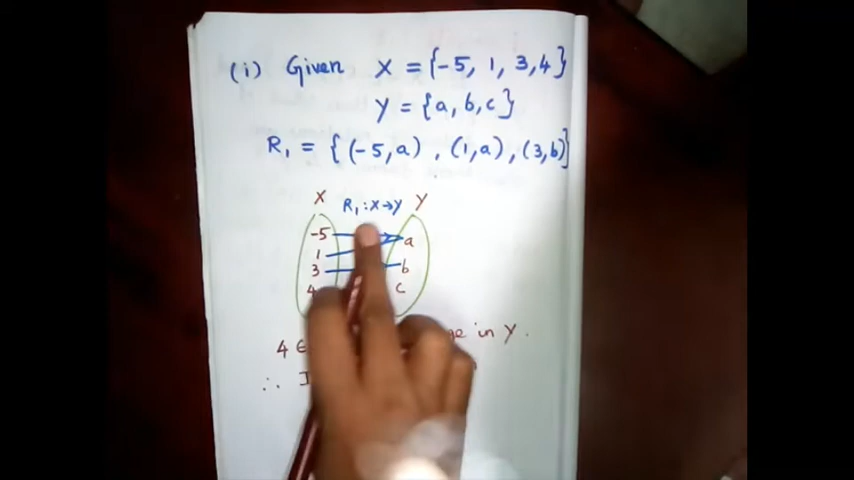 (i) Given X = {-5, 1, 3, 4}
Y = {a, b, c}
R₁ = {(-5, a), (1, a), (3, b)}
X R₁ : X → Y Y
-5 a
1
3 b
4 c
4 in Y.
∴